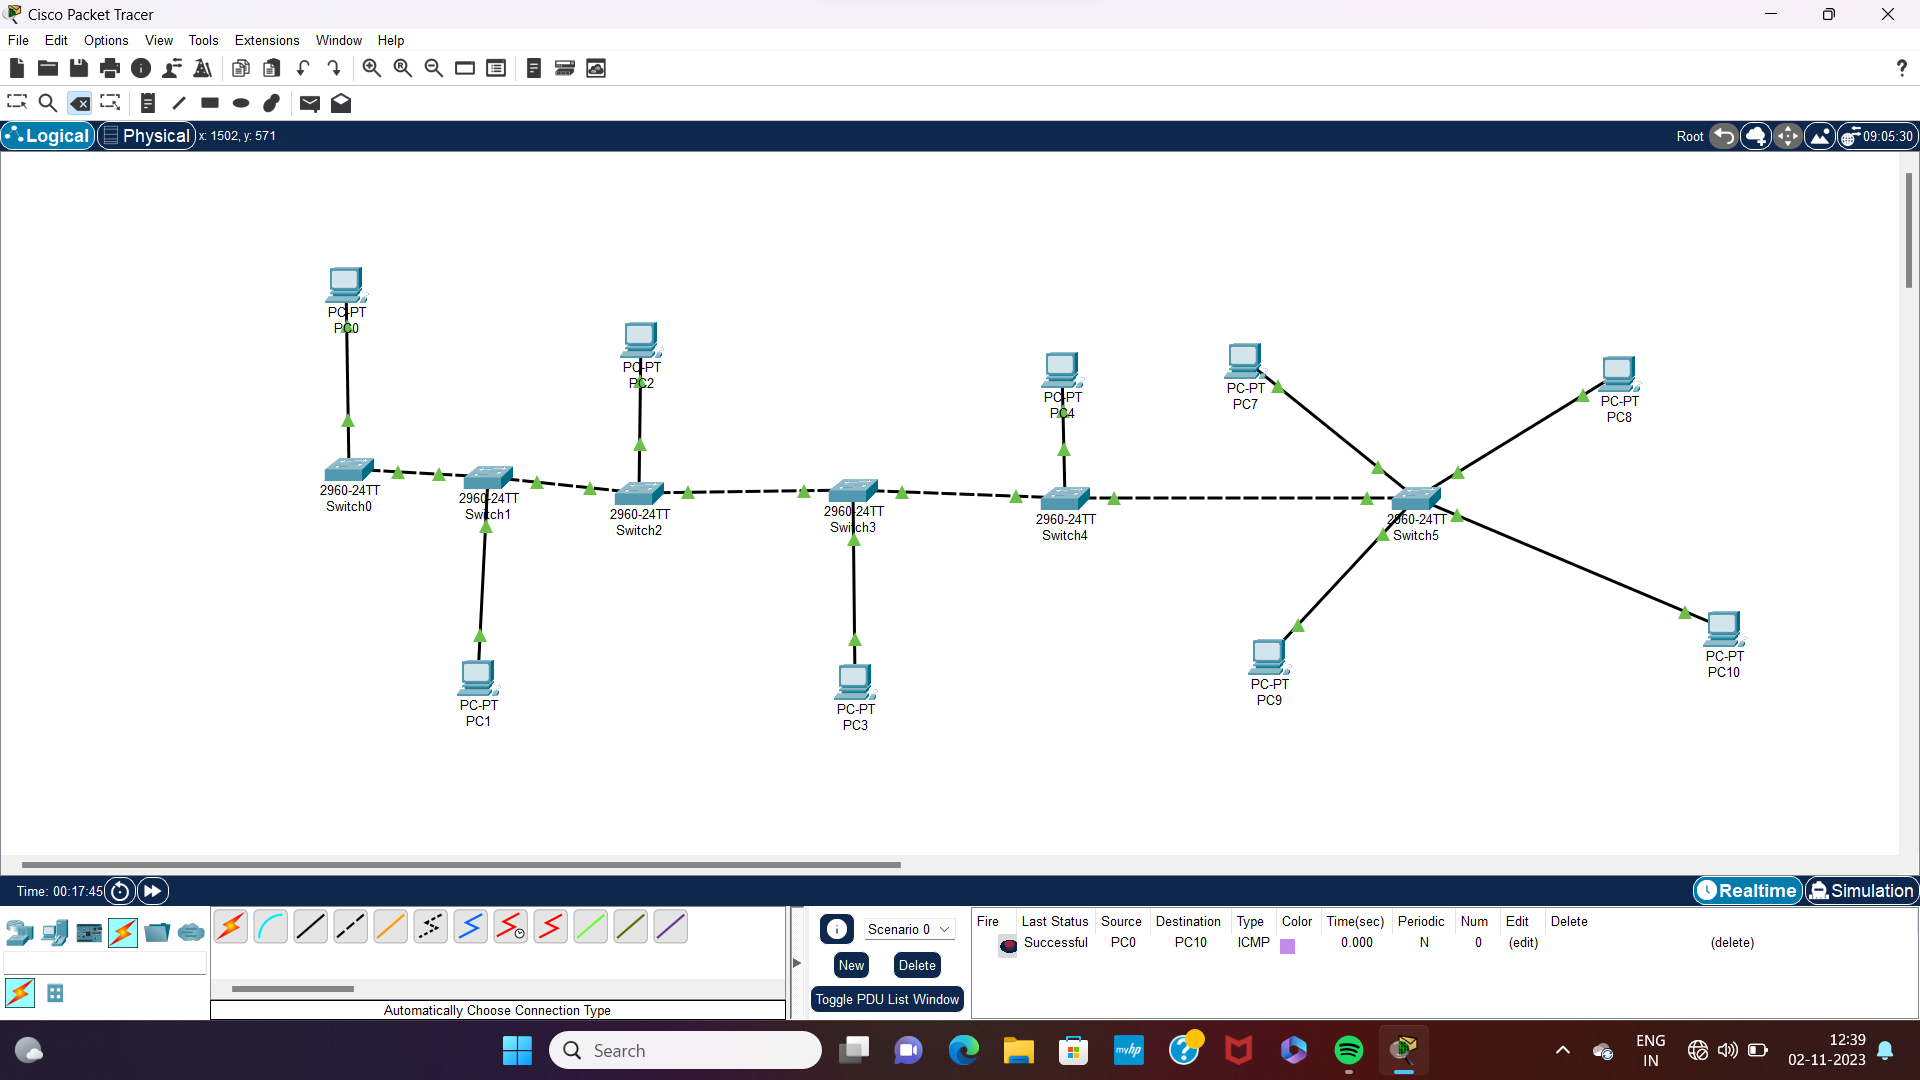 Cisco Packet Tracer
File Edit Options View Tools Extensions Window Help
?
Logical Physical x: 1502, y: 571 Root 09:05:30
PC-PT
PC0
PC-PT
PC2
PC-PT
PC4
PC-PT
PC7
PC-PT
PC8
2960-24TT
Switch0
2960-24TT
Switch1
2960-24TT
Switch2
2960-24TT
Switch3
2960-24TT
Switch4
2960-24TT
Switch5
PC-PT
PC1
PC-PT
PC3
PC-PT
PC9
PC-PT
PC10
Time: 00:17:45 Realtime Simulation
Automatically Choose Connection Type
Scenario 0
New Delete
Toggle PDU List Window
Fire Last Status Source Destination Type Color Time(sec) Periodic Num Edit Delete
Successful PC0 PC10 ICMP 0.000 N 0 (edit) (delete)
Search
myhp
ENG
IN
12:39
02-11-2023